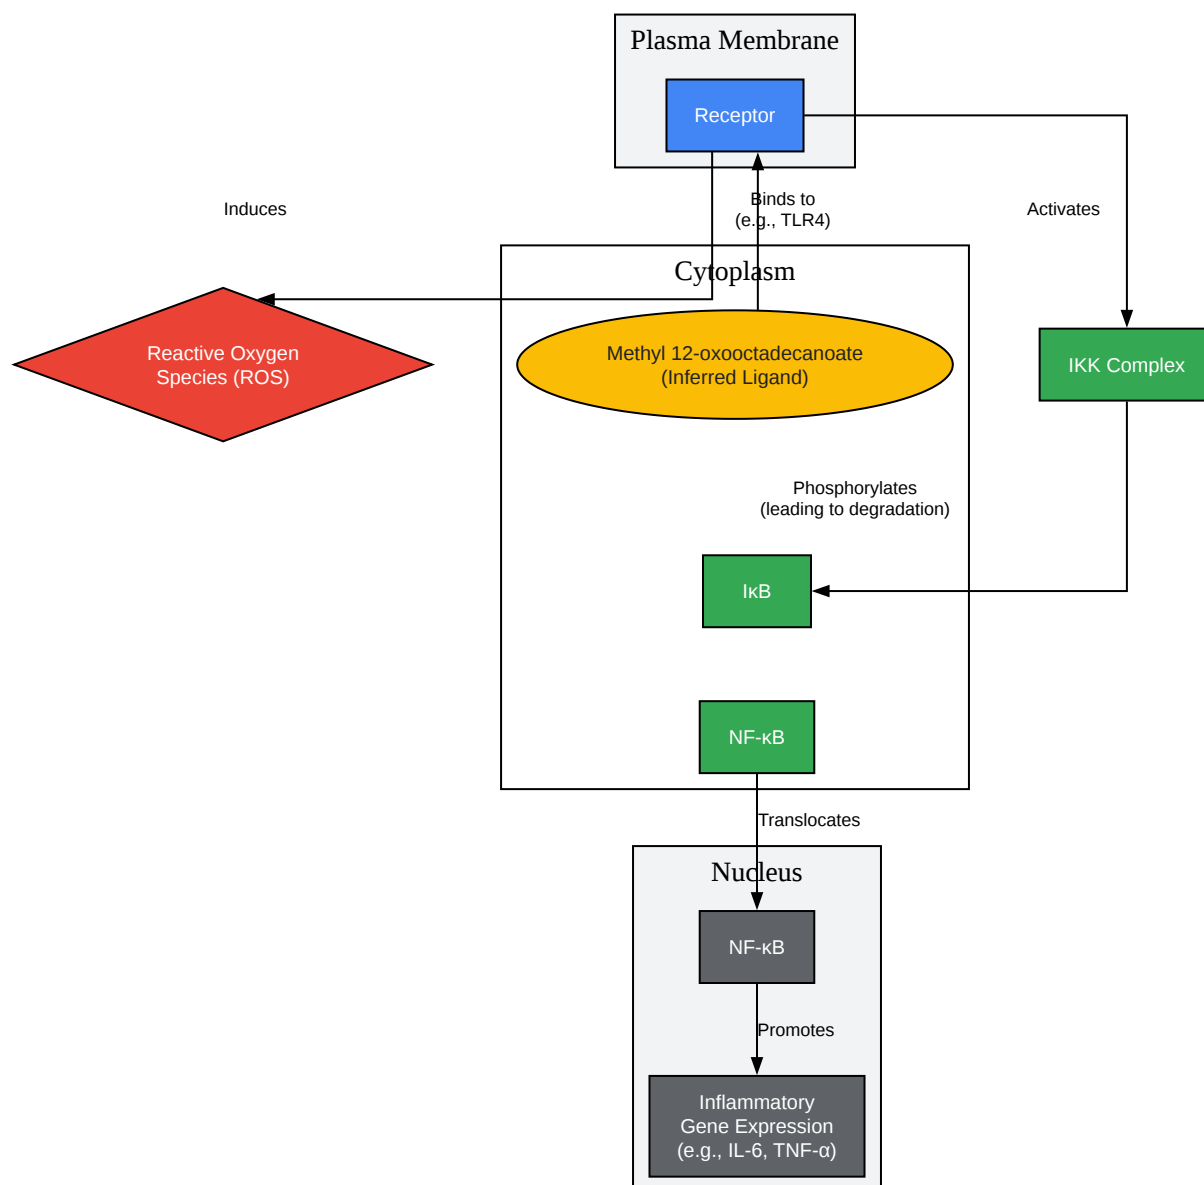 Plasma Membrane
Receptor
Induces
Binds to
(e.g., TLR4)
Activates
Cytoplasm
Reactive Oxygen
Species (ROS)
Methyl 12-oxooctadecanoate
(Inferred Ligand)
IKK Complex
Phosphorylates
(leading to degradation)
IκB
NF-κB
Translocates
Nucleus
NF-κB
Promotes
Inflammatory
Gene Expression
(e.g., IL-6, TNF-α)